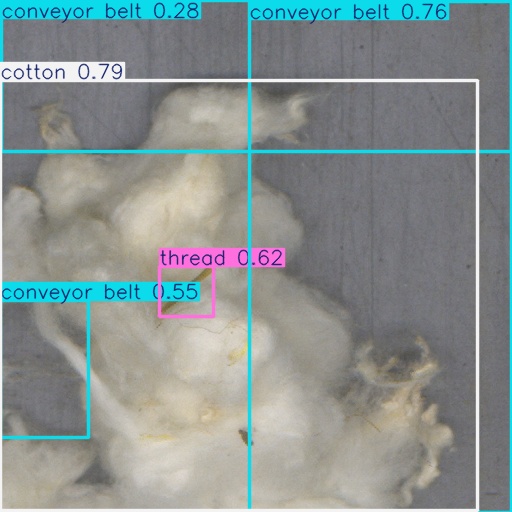 conveyor belt 0.28
conveyor belt 0.76
cotton 0.79
thread 0.62
conveyor belt 0.55